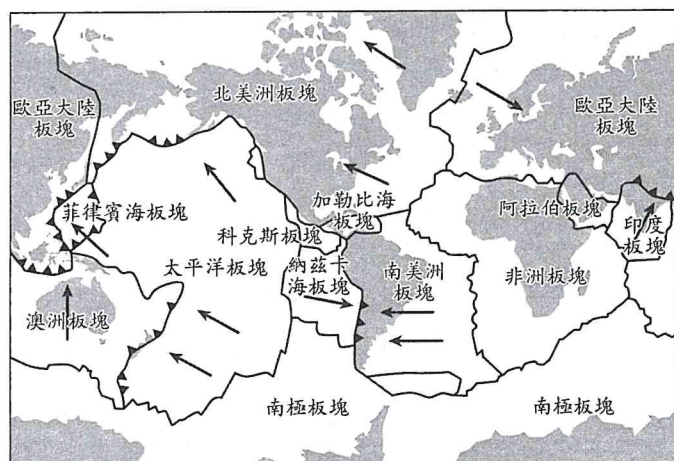 北美洲板塊
歐亞大陸
板塊
歐亞大陸
板塊
加勒比海
板塊
菲律賓海板塊
科克斯板塊
阿拉伯板塊
印度
板塊
太平洋板塊
納茲卡
海板塊
南美洲
板塊
非洲板塊
澳洲板塊
南極板塊
南極板塊